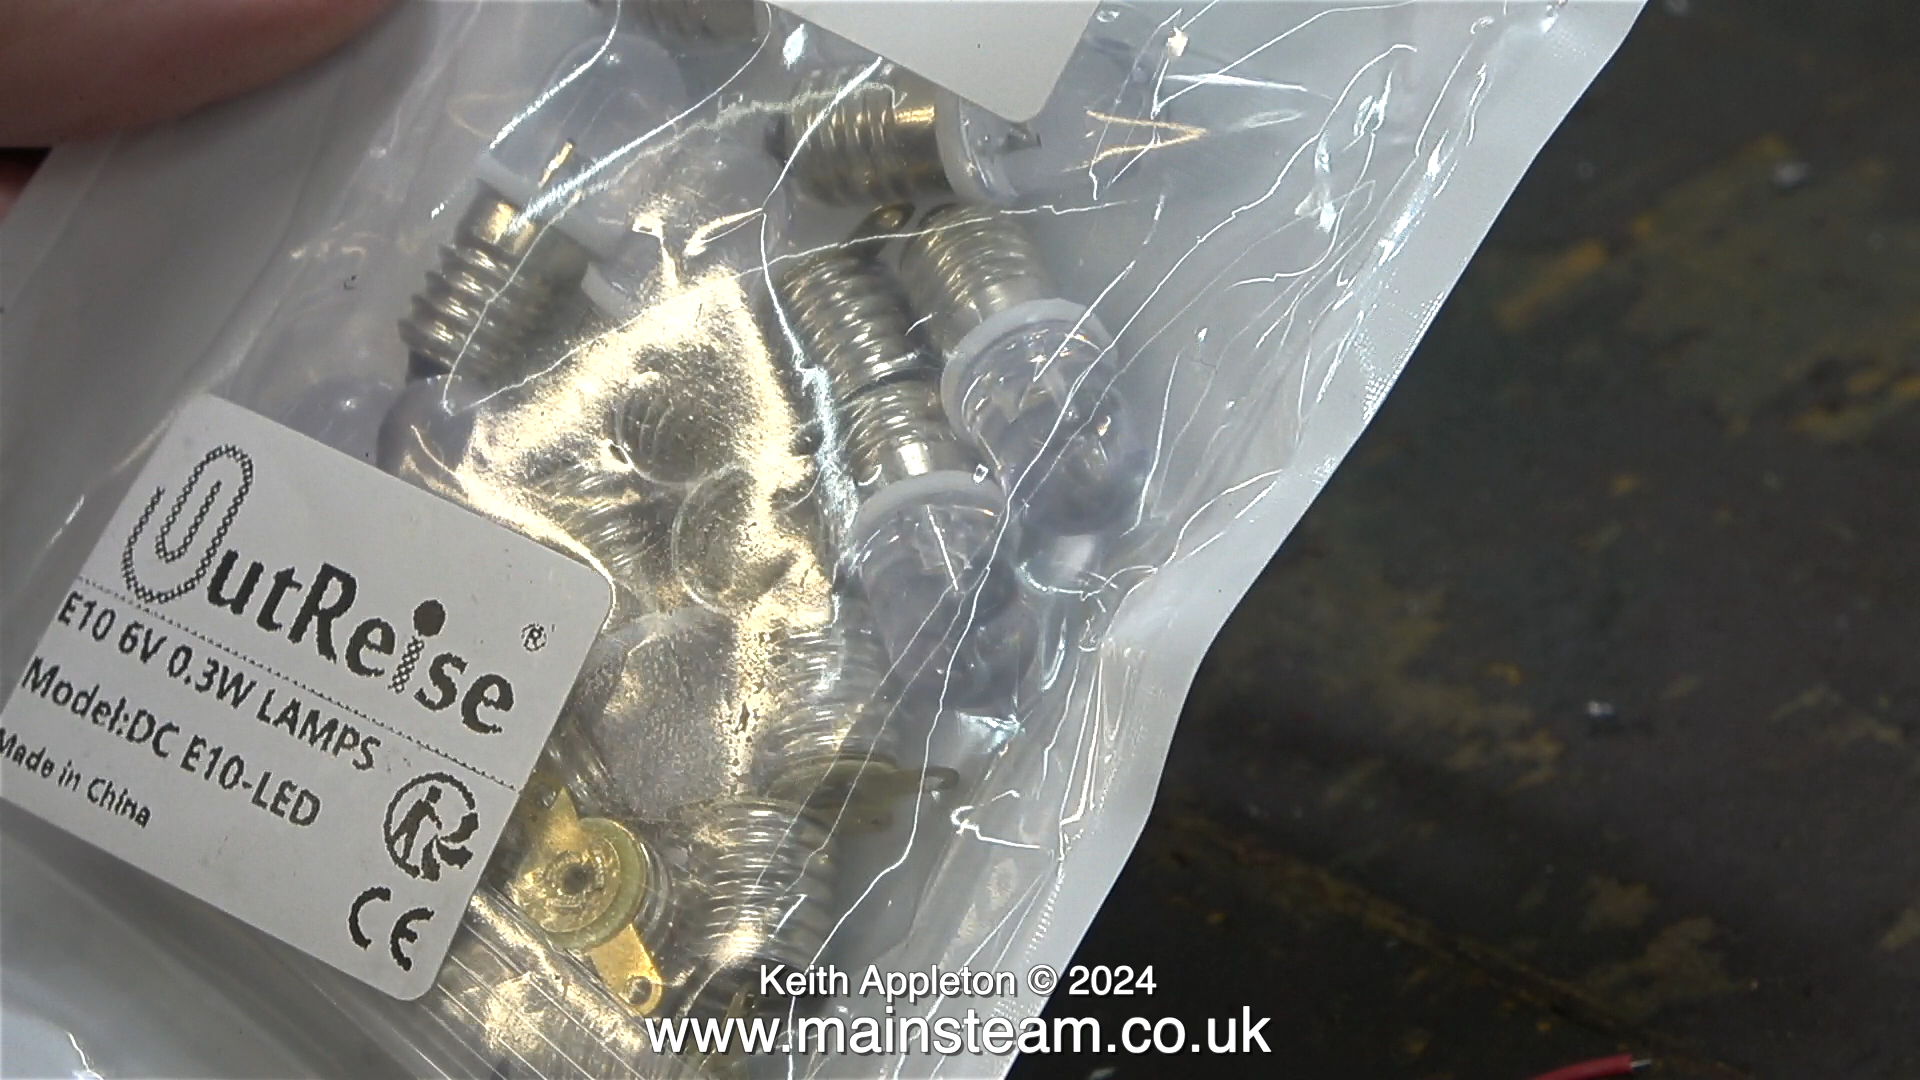 OutReise®
E10 6V 0.3W LAMPS
Model:DC E10-LED
Made in China
CE
Keith Appleton © 2024
www.mainsteam.co.uk